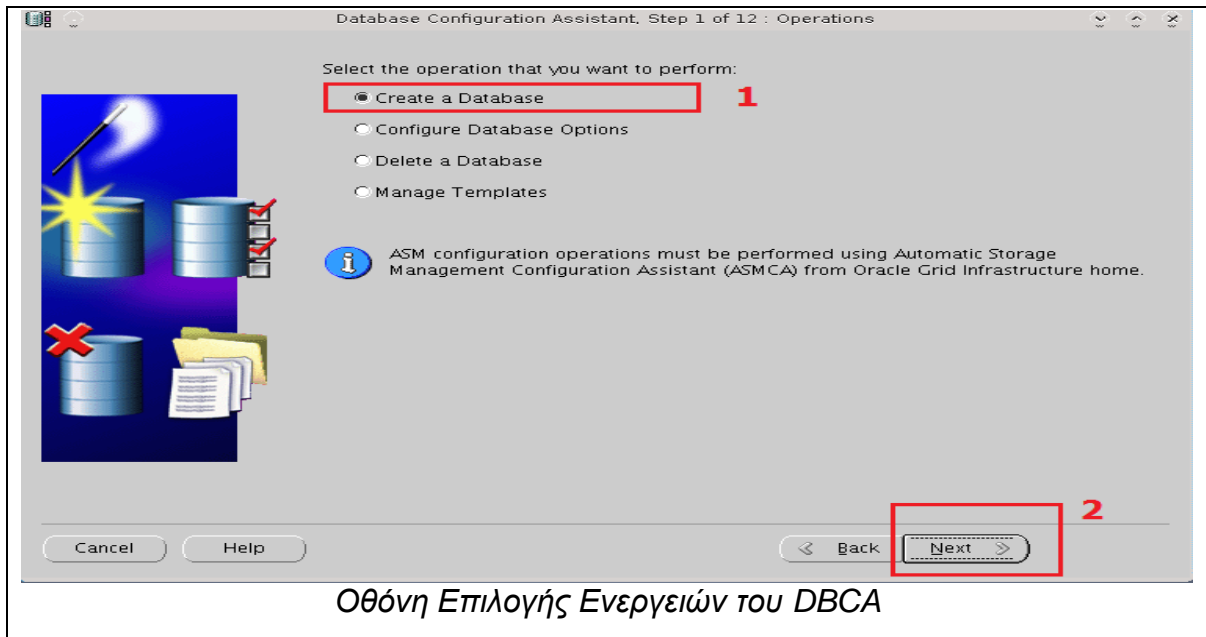 Database Configuration Assistant, Step 1 of 12 : Operations
Select the operation that you want to perform:
Create a Database
1
Configure Database Options
Delete a Database
Manage Templates
ASM configuration operations must be performed using Automatic Storage
Management Configuration Assistant (ASMCA) from Oracle Grid Infrastructure home.
2
Cancel
Help
Back
Next
Οθόνη Επιλογής Ενεργειών του DBCA